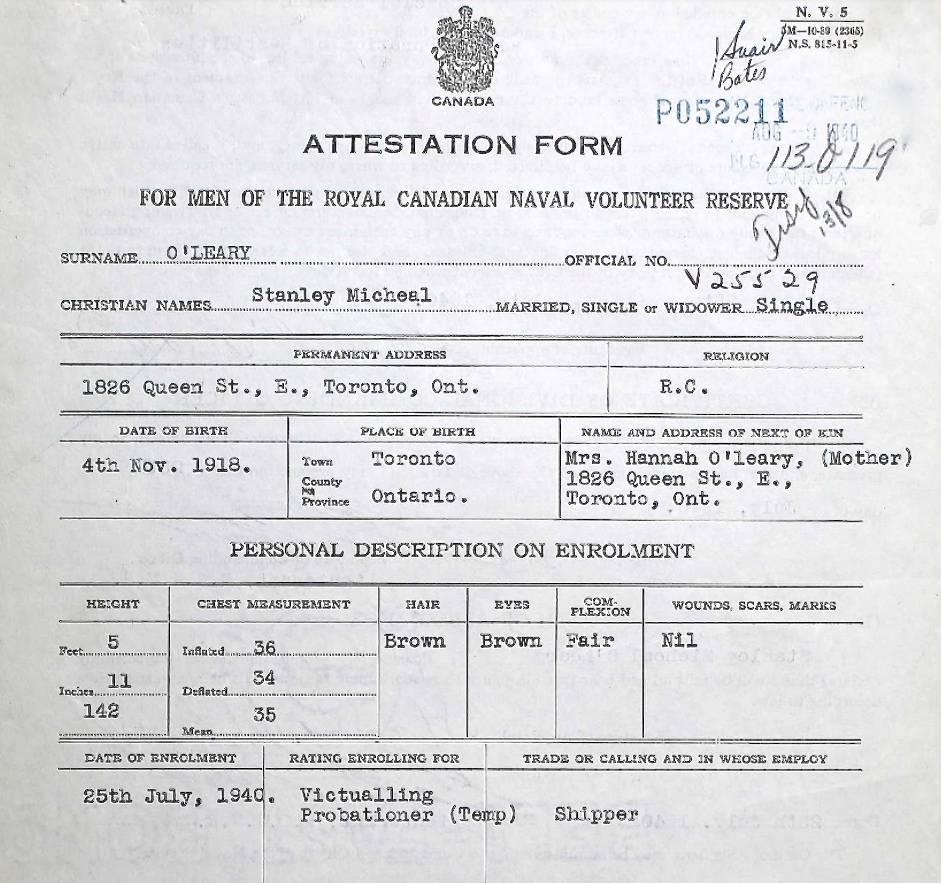 N. V. 5
5M—10-39 (2365)
N.S. 815-11-5
Bates
CANADA
P052211
AUG -9 1940
113-0-119
CANADA
ATTESTATION FORM
FOR MEN OF THE ROYAL CANADIAN NAVAL VOLUNTEER RESERVE
SURNAME O'LEARY OFFICIAL NO.
V25529
CHRISTIAN NAMES Stanley Micheal MARRIED, SINGLE or WIDOWER Single
PERMANENT ADDRESS RELIGION
1826 Queen St., E., Toronto, Ont. R.C.
DATE OF BIRTH PLACE OF BIRTH NAME AND ADDRESS OF NEXT OF KIN
4th Nov. 1918. Town Toronto Mrs. Hannah O'leary, (Mother)
County 1826 Queen St., E.,
Province Ontario. Toronto, Ont.
PERSONAL DESCRIPTION ON ENROLMENT
HEIGHT CHEST MEASUREMENT HAIR EYES COM-PLEXION WOUNDS, SCARS, MARKS
Feet 5 Inflated 36 Brown Brown Fair Nil
Inches 11 Deflated 34
142 Mean 35
DATE OF ENROLMENT RATING ENROLLING FOR TRADE OR CALLING AND IN WHOSE EMPLOY
25th July, 1940. Victualling
Probationer (Temp) Shipper